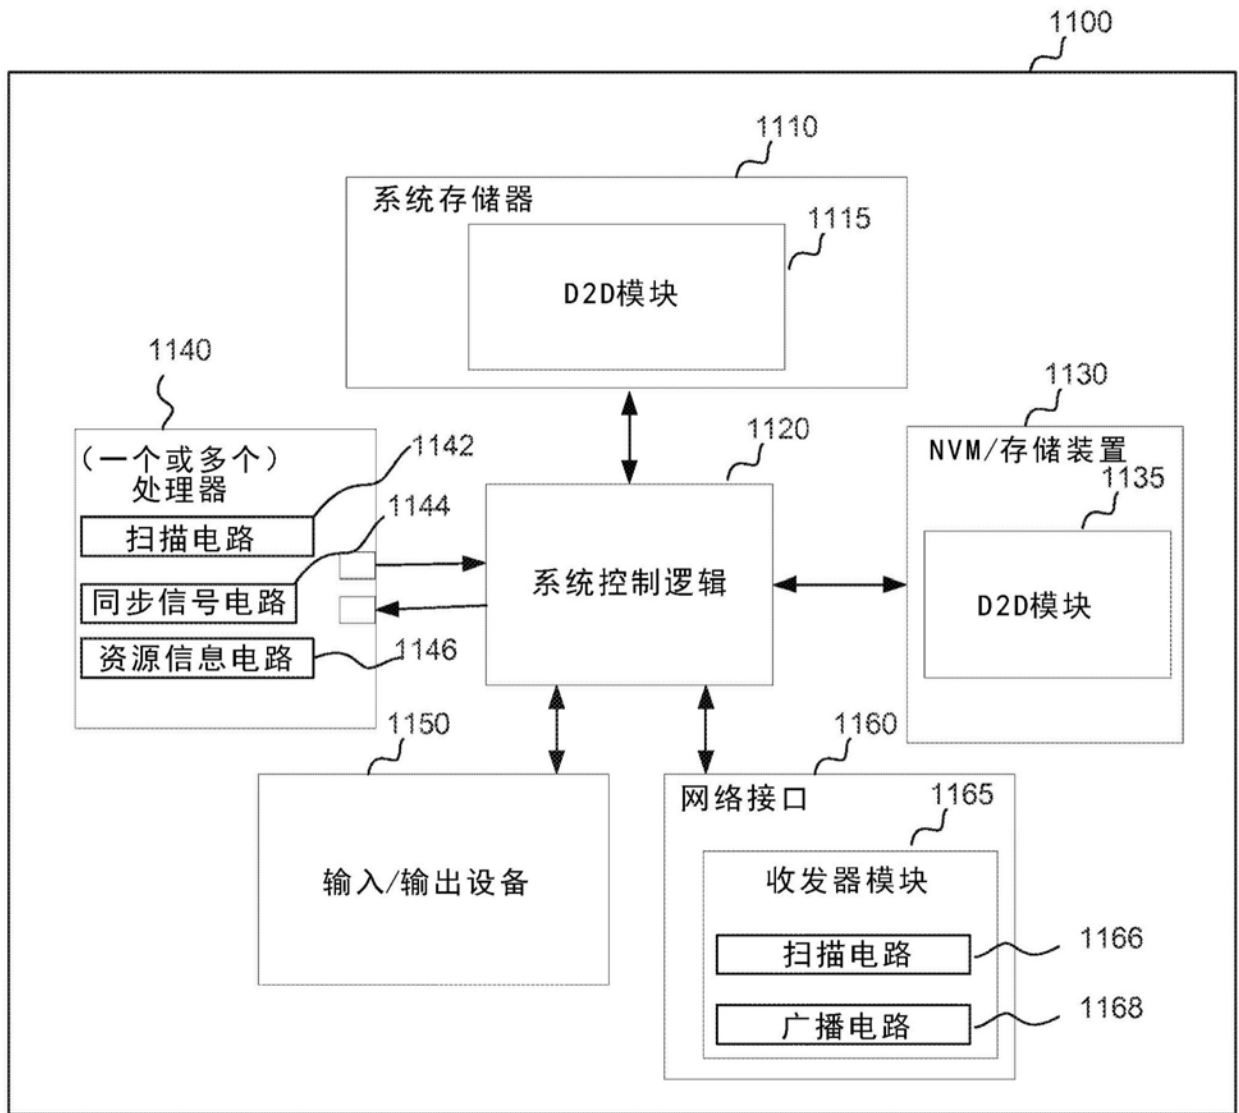 1100
1110
系统存储器
1115
D2D模块
1140
1130
(一个或多个)
处理器
1142
1120
NVM/存储装置
1135
扫描电路
1144
同步信号电路
系统控制逻辑
D2D模块
资源信息电路
1146
1150
1160
网络接口
1165
输入/输出设备
收发器模块
扫描电路
1166
广播电路
1168